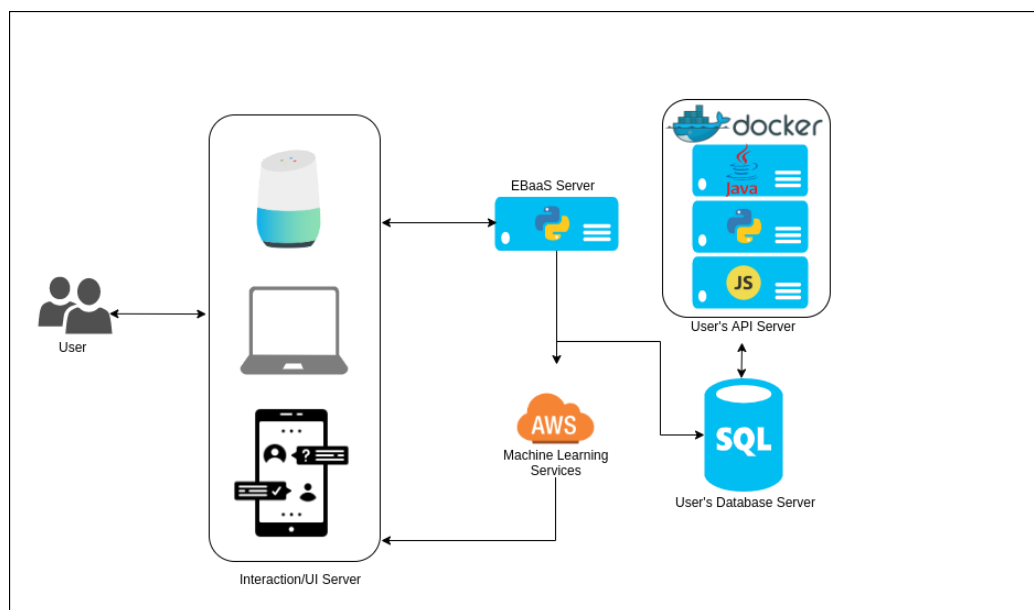 docker
Java
EBaaS Server
JS
User's API Server
User
AWS
SQL
?
Machine Learning
Services
User's Database Server
Interaction/UI Server